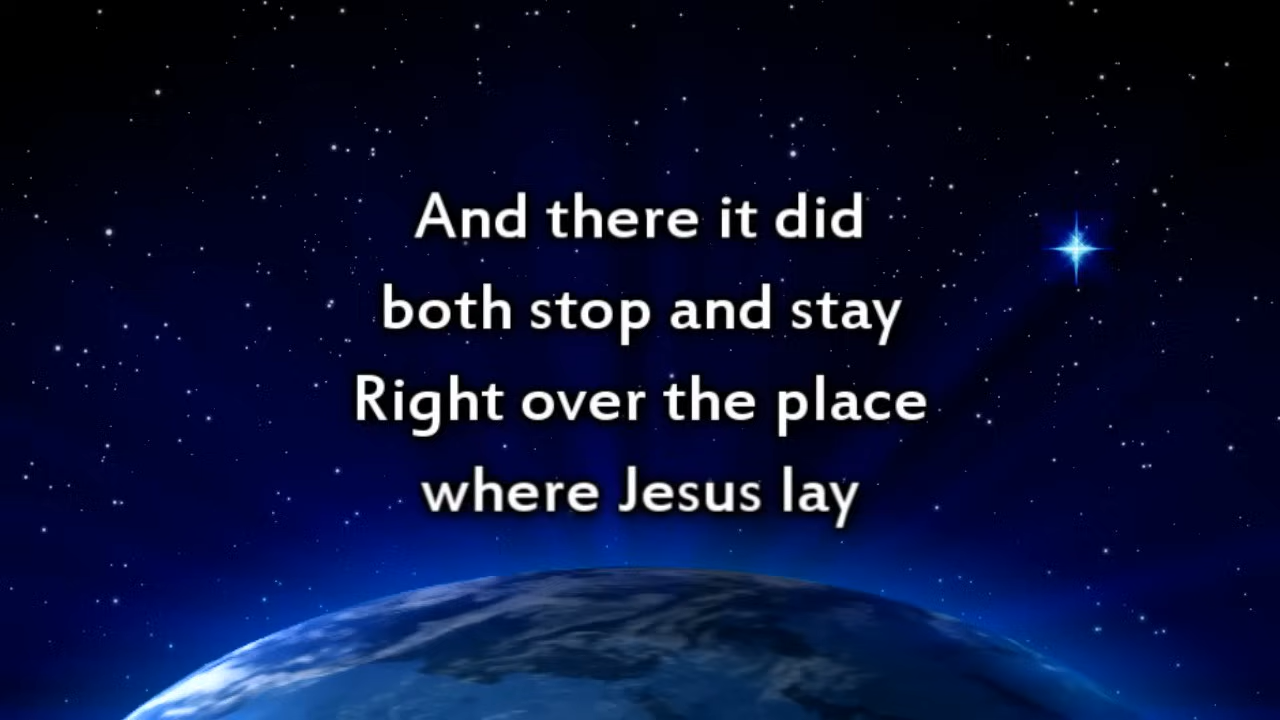 And there it did
both stop and stay
Right over the place
where Jesus lay